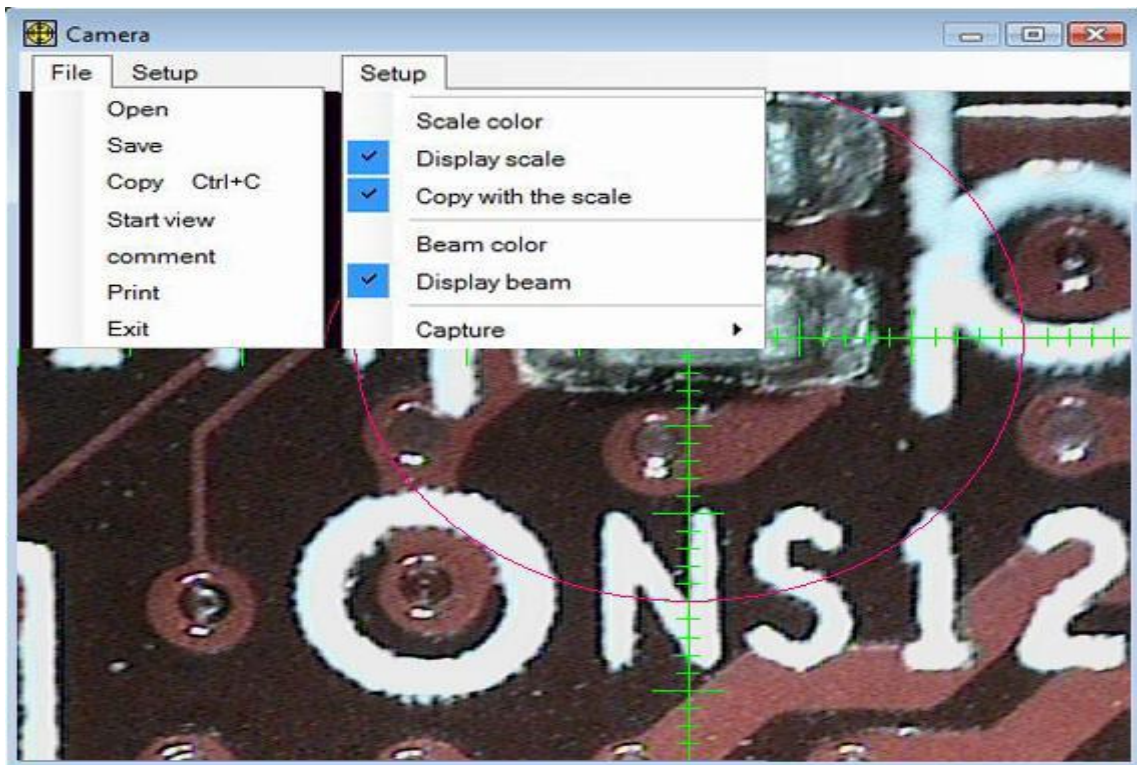 Camera
File Setup
Open
Save
Copy Ctrl+C
Start view
comment
Print
Exit
Setup
Scale color
Display scale
Copy with the scale
Beam color
Display beam
Capture
NS12